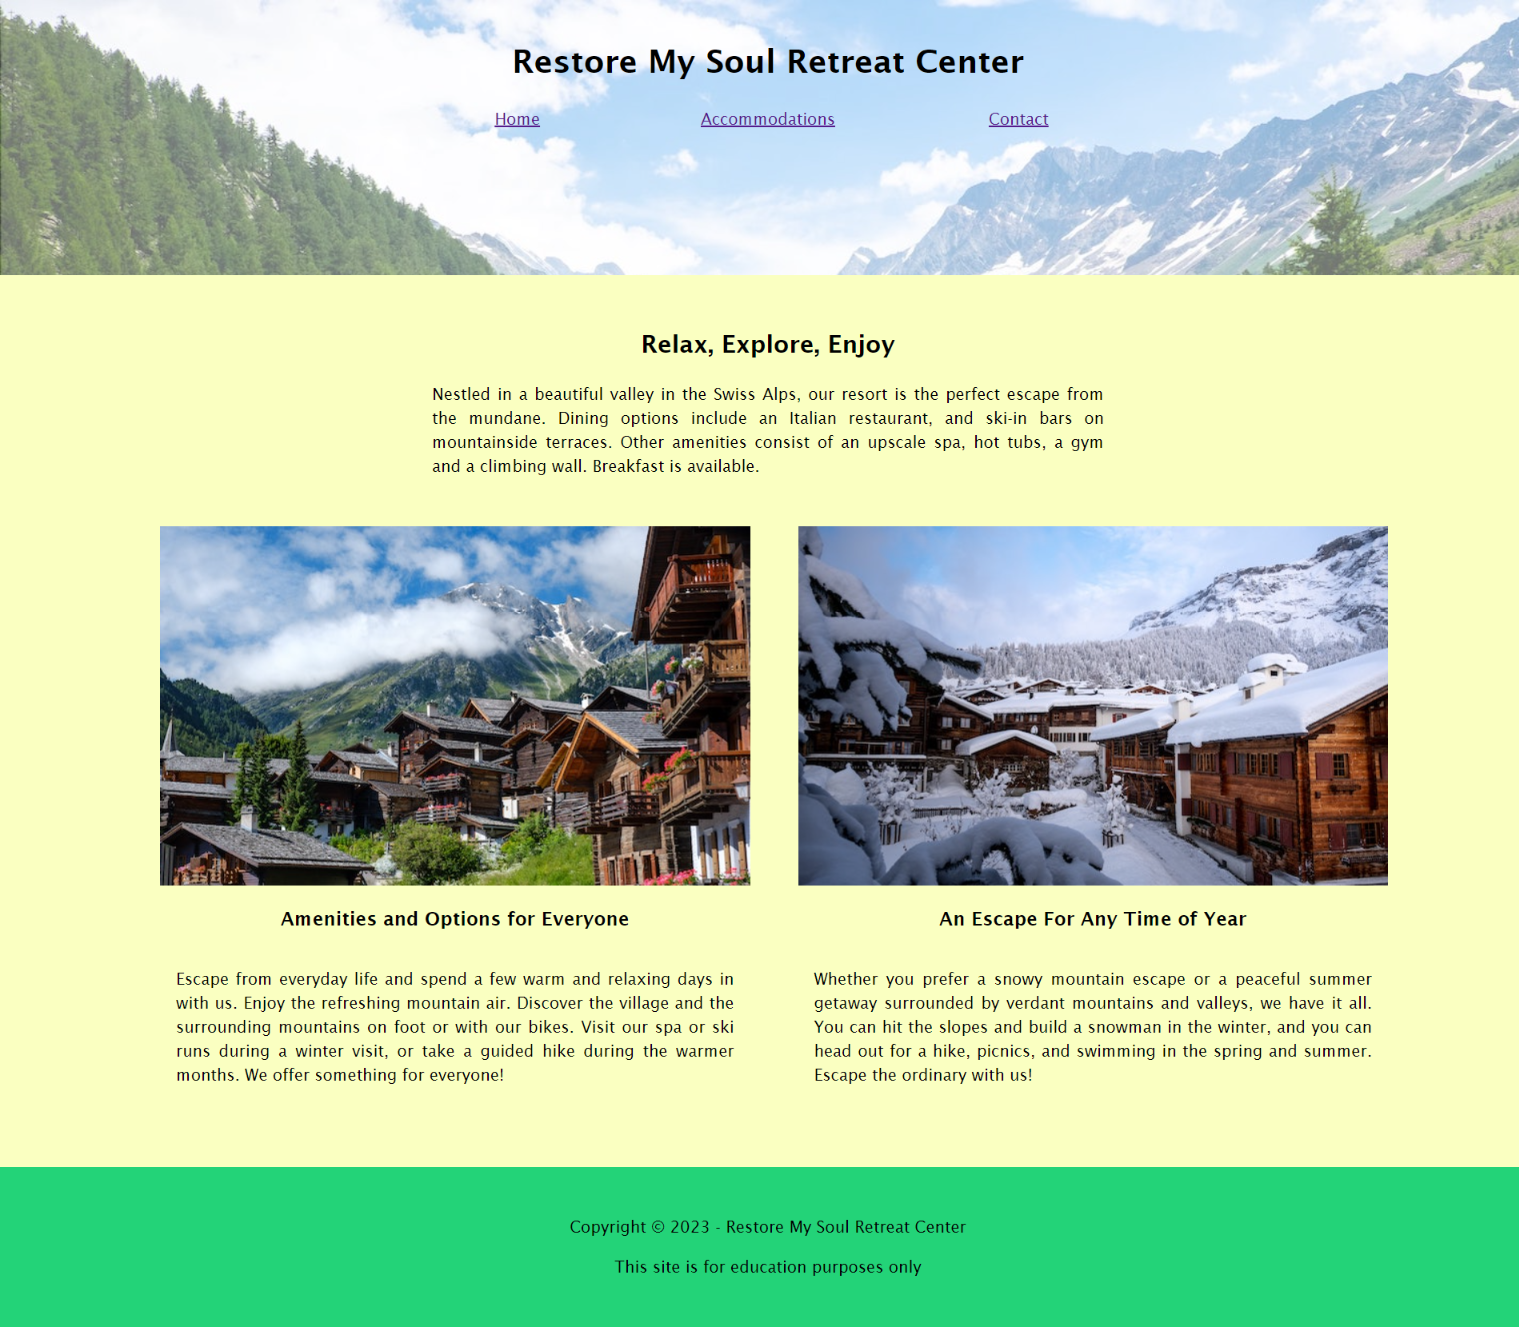 Restore My Soul Retreat Center
Home Accommodations Contact
Relax, Explore, Enjoy
Nestled in a beautiful valley in the Swiss Alps, our resort is the perfect escape from
the mundane. Dining options include an Italian restaurant, and ski-in bars on
mountainside terraces. Other amenities consist of an upscale spa, hot tubs, a gym
and a climbing wall. Breakfast is available.
Amenities and Options for Everyone
Escape from everyday life and spend a few warm and relaxing days in
with us. Enjoy the refreshing mountain air. Discover the village and the
surrounding mountains on foot or with our bikes. Visit our spa or ski
runs during a winter visit, or take a guided hike during the warmer
months. We offer something for everyone!
An Escape For Any Time of Year
Whether you prefer a snowy mountain escape or a peaceful summer
getaway surrounded by verdant mountains and valleys, we have it all.
You can hit the slopes and build a snowman in the winter, and you can
head out for a hike, picnics, and swimming in the spring and summer.
Escape the ordinary with us!
Copyright © 2023 - Restore My Soul Retreat Center
This site is for education purposes only